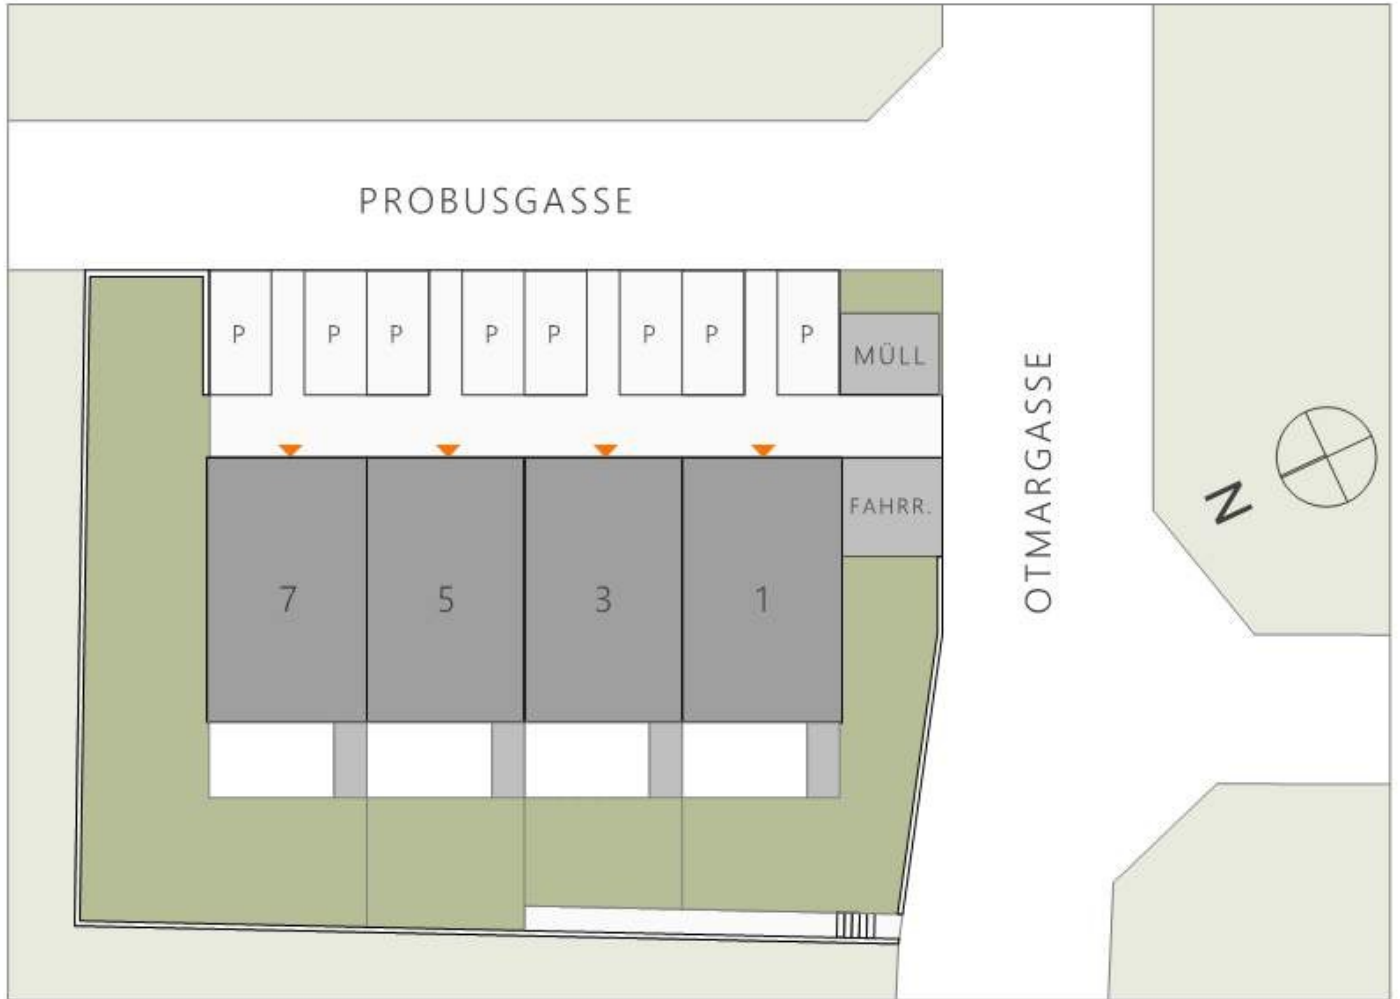 PROBUSGASSE
P P P P P P P P
MÜLL
OTMARGASSE
N
FAHRR.
7 5 3 1